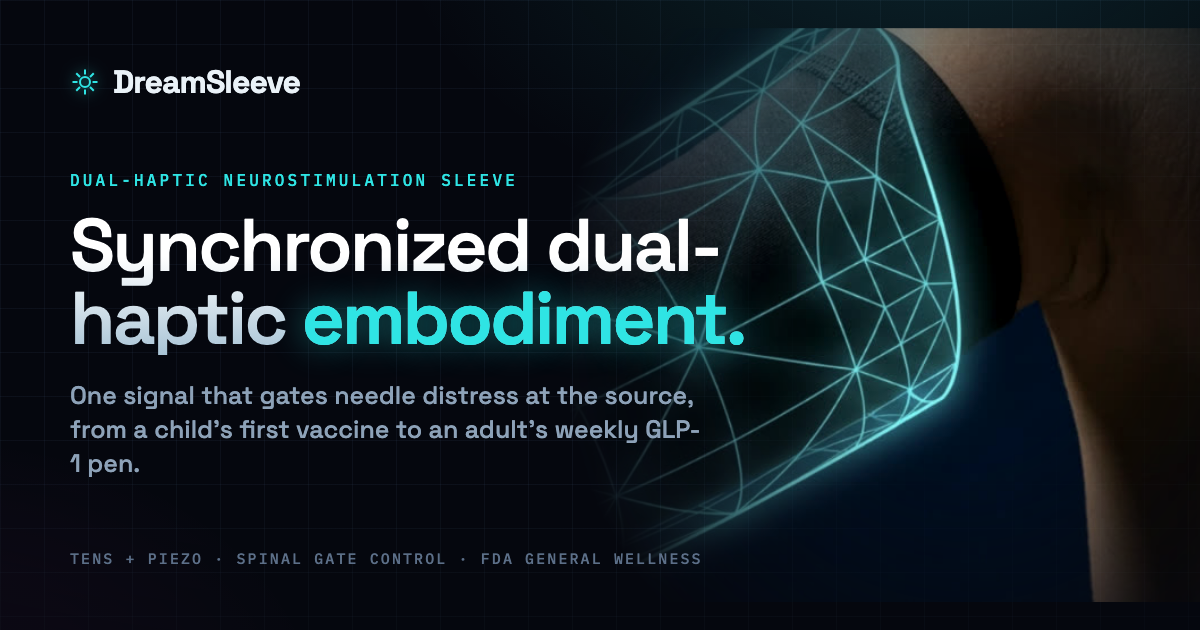 DreamSleeve
DUAL-HAPTIC NEUROSTIMULATION SLEEVE
Synchronized dual-
haptic embodiment.
One signal that gates needle distress at the source,
from a child’s first vaccine to an adult’s weekly GLP-
1 pen.
TENS + PIEZO · SPINAL GATE CONTROL · FDA GENERAL WELLNESS